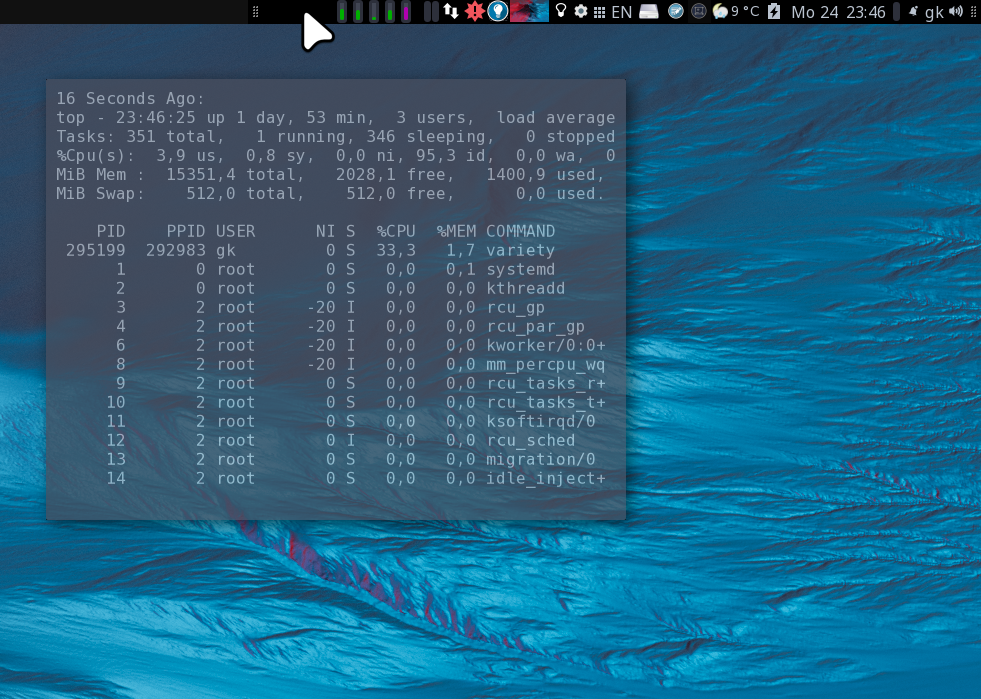 EN 9 °C Mo 24 23:46 gk
16 Seconds Ago:
top - 23:46:25 up 1 day, 53 min,  3 users,  load average
Tasks: 351 total,   1 running, 346 sleeping,   0 stopped
%Cpu(s):  3,9 us,  0,8 sy,  0,0 ni, 95,3 id,  0,0 wa,  0
MiB Mem :  15351,4 total,   2028,1 free,   1400,9 used,
MiB Swap:    512,0 total,    512,0 free,      0,0 used.
PID    PPID USER      NI S  %CPU  %MEM COMMAND
295199  292983 gk         0 S  33,3   1,7 variety
1       0 root       0 S   0,0   0,1 systemd
2       0 root       0 S   0,0   0,0 kthreadd
3       2 root     -20 I   0,0   0,0 rcu_gp
4       2 root     -20 I   0,0   0,0 rcu_par_gp
6       2 root     -20 I   0,0   0,0 kworker/0:0+
8       2 root     -20 I   0,0   0,0 mm_percpu_wq
9       2 root       0 S   0,0   0,0 rcu_tasks_r+
10       2 root       0 S   0,0   0,0 rcu_tasks_t+
11       2 root       0 S   0,0   0,0 ksoftirqd/0
12       2 root       0 I   0,0   0,0 rcu_sched
13       2 root       0 S   0,0   0,0 migration/0
14       2 root       0 S   0,0   0,0 idle_inject+